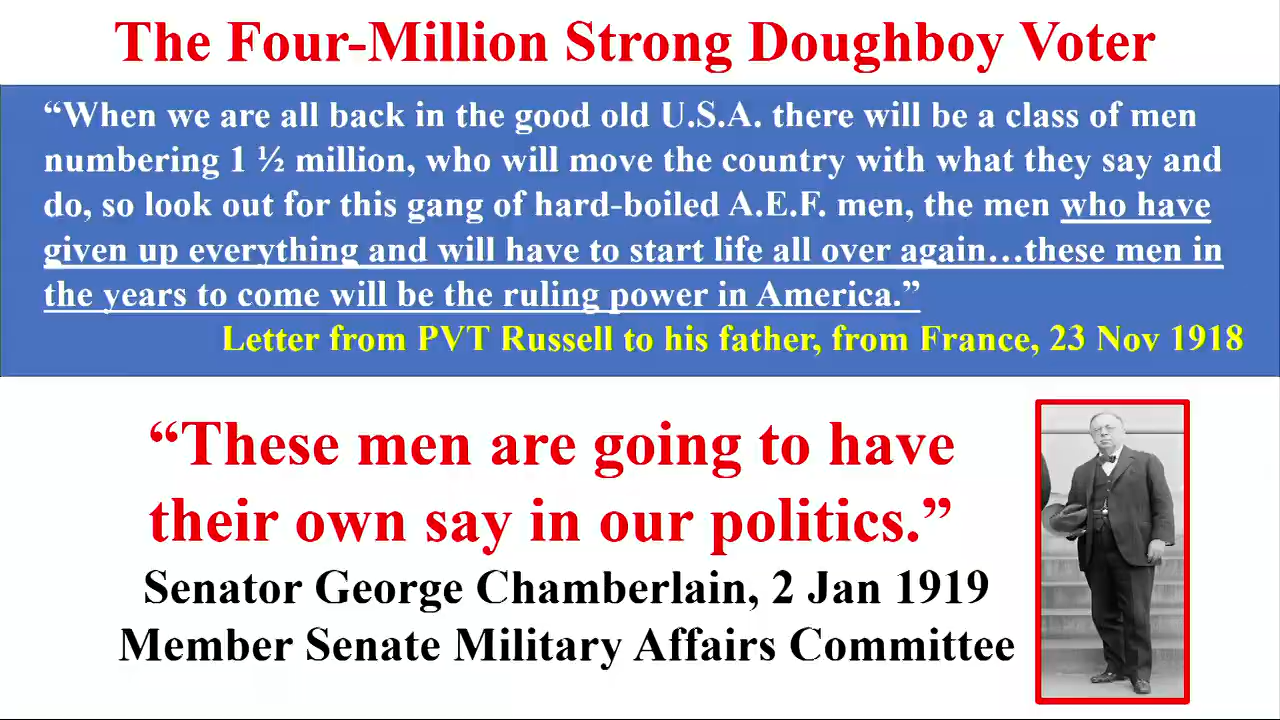 The Four-Million Strong Doughboy Voter
“When we are all back in the good old U.S.A. there will be a class of men
numbering 1 ½ million, who will move the country with what they say and
do, so look out for this gang of hard-boiled A.E.F. men, the men who have
given up everything and will have to start life all over again…these men in
the years to come will be the ruling power in America.”
Letter from PVT Russell to his father, from France, 23 Nov 1918
“These men are going to have
their own say in our politics.”
Senator George Chamberlain, 2 Jan 1919
Member Senate Military Affairs Committee